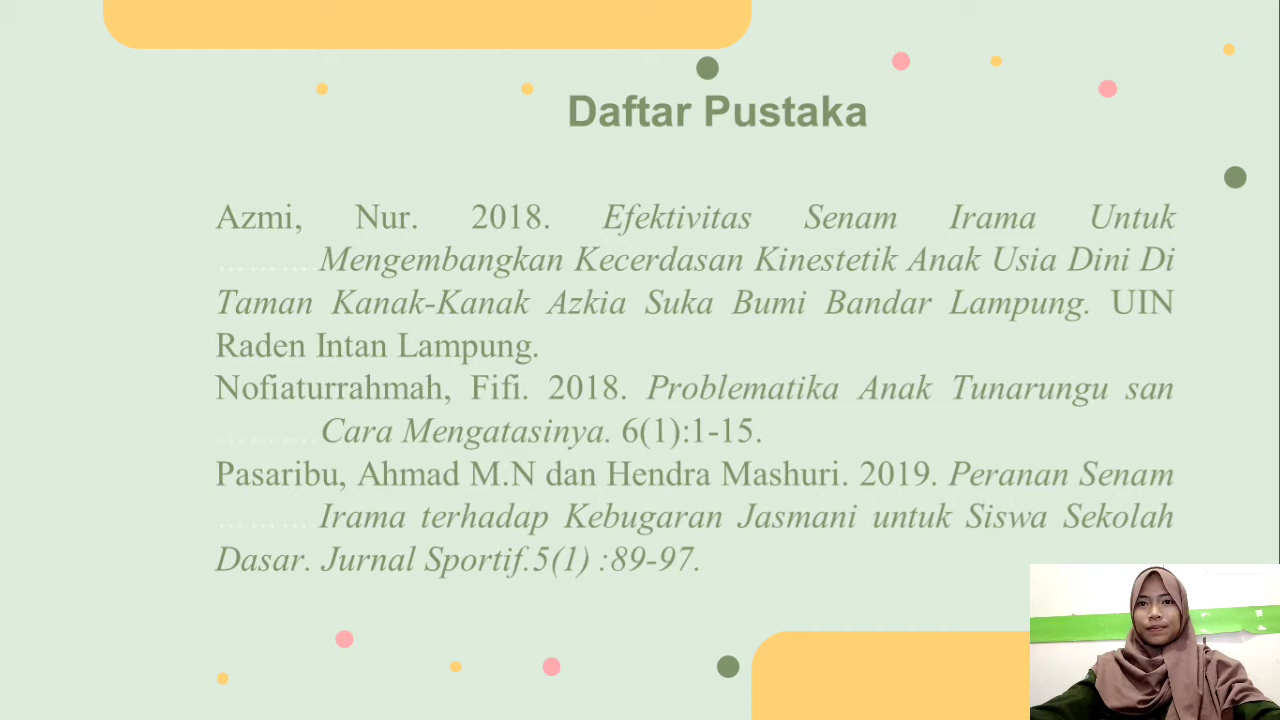 Daftar Pustaka
Azmi, Nur. 2018. Efektivitas Senam Irama Untuk
……….Mengembangkan Kecerdasan Kinestetik Anak Usia Dini Di
Taman Kanak-Kanak Azkia Suka Bumi Bandar Lampung. UIN
Raden Intan Lampung.
Nofiaturrahmah, Fifi. 2018. Problematika Anak Tunarungu san
……….Cara Mengatasinya. 6(1):1-15.
Pasaribu, Ahmad M.N dan Hendra Mashuri. 2019. Peranan Senam
……….Irama terhadap Kebugaran Jasmani untuk Siswa Sekolah
Dasar. Jurnal Sportif.5(1) :89-97.